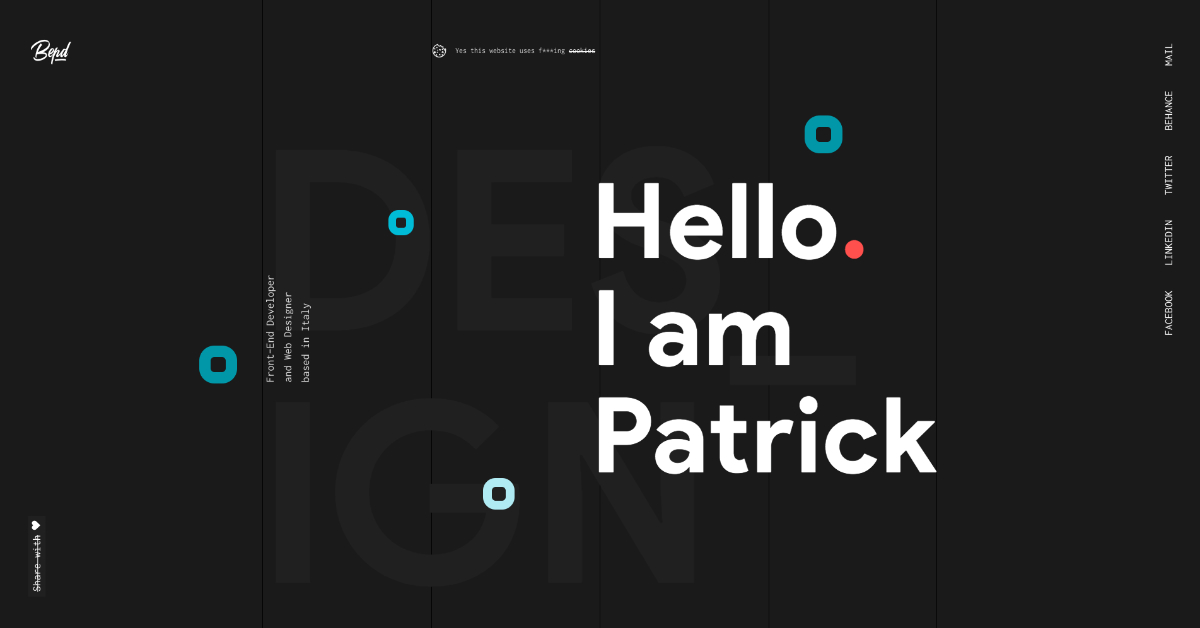 Bepd
Yes this website uses f***ing cookies
MAIL
BEHANCE
TWITTER
LINKEDIN
FACEBOOK
DES_
IGN
Hello.
I am
Patrick
Front-End Developer
and Web Designer
based in Italy
Share with